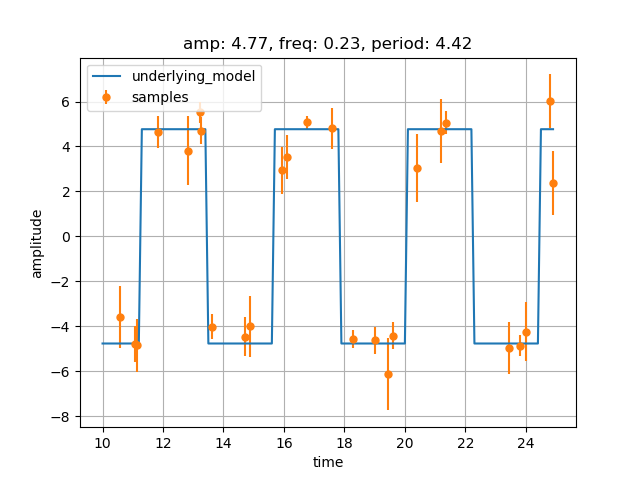 amp: 4.77, freq: 0.23, period: 4.42
underlying_model
samples
amplitude
6
4
2
0
−2
−4
−6
−8
10 12 14 16 18 20 22 24
time